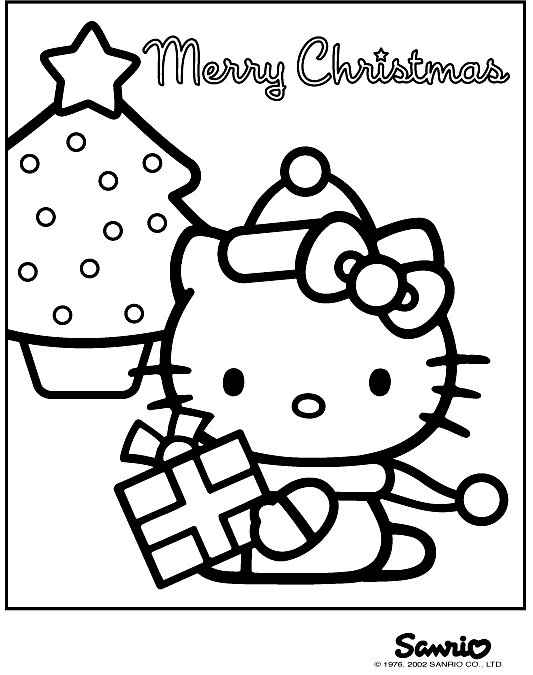 Merry Christmas
Sanrio
© 1976, 2002 SANRIO CO., LTD.